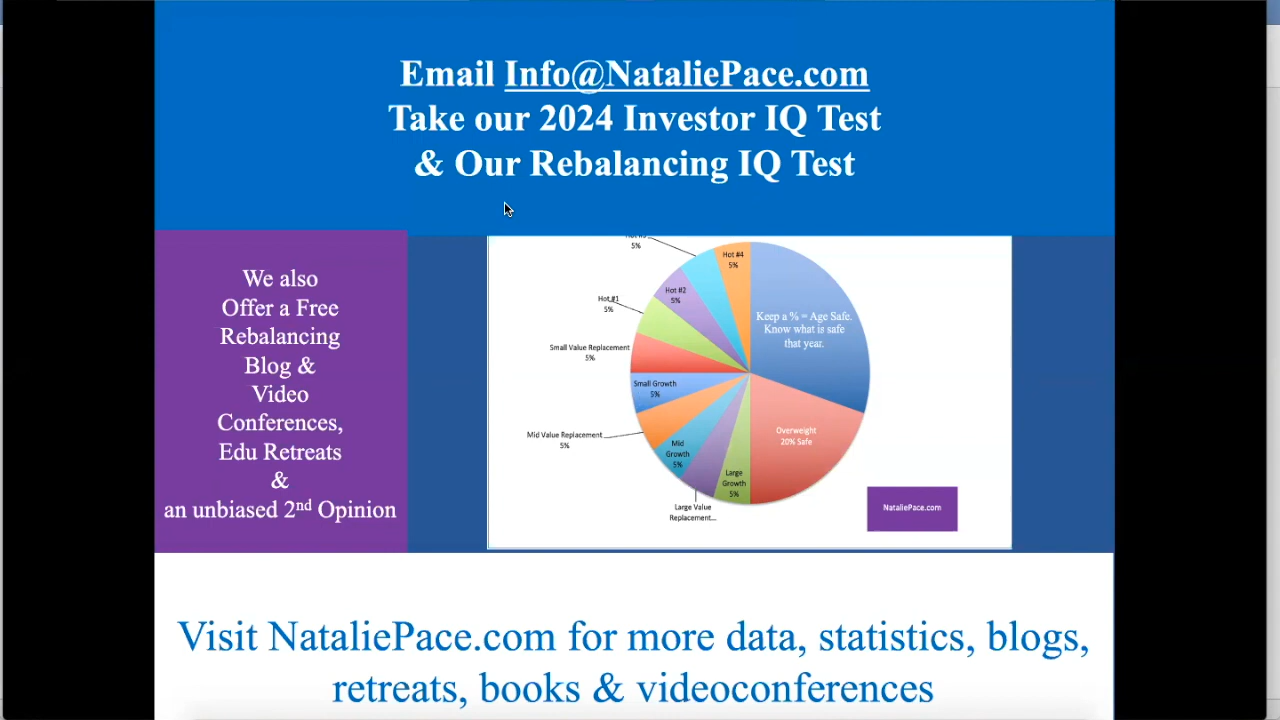 Email Info@NataliePace.com
Take our 2024 Investor IQ Test
& Our Rebalancing IQ Test
We also
Offer a Free
Rebalancing
Blog &
Video
Conferences,
Edu Retreats
&
an unbiased 2nd Opinion
5%
Hot #4
5%
Hot #2
5%
Hot #1
5%
Keep a % = Age Safe.
Know what is safe
that year.
Small Value Replacement
5%
Small Growth
5%
Mid Value Replacement
5%
Mid
Growth
5%
Large
Growth
5%
Large Value
Replacement...
Overweight
20% Safe
NataliePace.com
Visit NataliePace.com for more data, statistics, blogs,
retreats, books & videoconferences